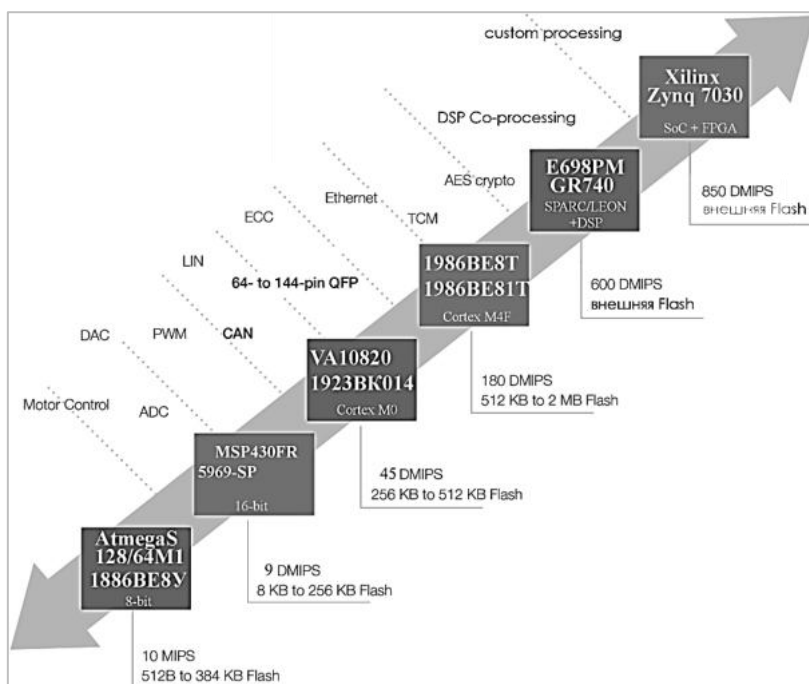 custom processing
Xilinx
Zynq 7030
SoC + FPGA
DSP Co-processing
850 DMIPS
внешняя Flash
E698PM
GR740
SPARC/LEON
+DSP
AES crypto
Ethernet
TCM
600 DMIPS
внешняя Flash
ECC
1986BE8T
1986BE81T
Cortex M4F
LIN
64- to 144-pin QFP
180 DMIPS
512 KB to 2 MB Flash
DAC
PWM
CAN
VA10820
1923BK014
Cortex M0
Motor Control
ADC
45 DMIPS
256 KB to 512 KB Flash
MSP430FR
5969-SP
16-bit
9 DMIPS
8 KB to 256 KB Flash
AtmegaS
128/64M1
1886BE8У
8-bit
10 MIPS
512B to 384 KB Flash